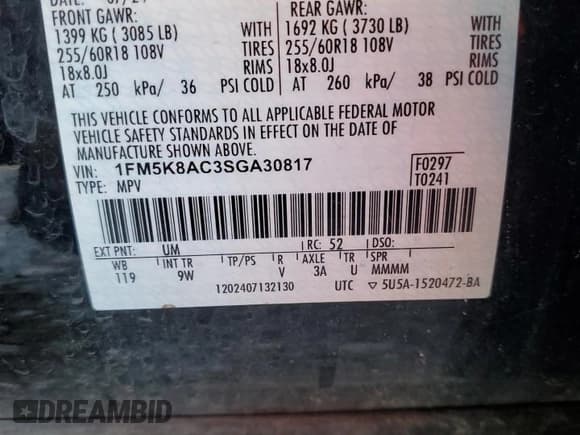 FRONT GAWR: REAR GAWR:
1399 KG ( 3085 LB) WITH 1692 KG ( 3730 LB) WITH
255/60R18 108V TIRES 255/60R18 108V TIRES
18x8.0J RIMS 18x8.0J RIMS
AT 250 kPa/ 36 PSI COLD AT 260 kPa/ 38 PSI COLD
THIS VEHICLE CONFORMS TO ALL APPLICABLE FEDERAL MOTOR
VEHICLE SAFETY STANDARDS IN EFFECT ON THE DATE OF
MANUFACTURE SHOWN ABOVE.
VIN: 1FM5K8AC3SGA30817 F0297
TYPE: MPV T0241
EXT PNT: UM RC: 52 DSO:
WB INT TR TP/PS R AXLE TR SPR
119 9W V 3A U MMMM
1202407132130 UTC 5U5A-1520472-BA
DREAMBID